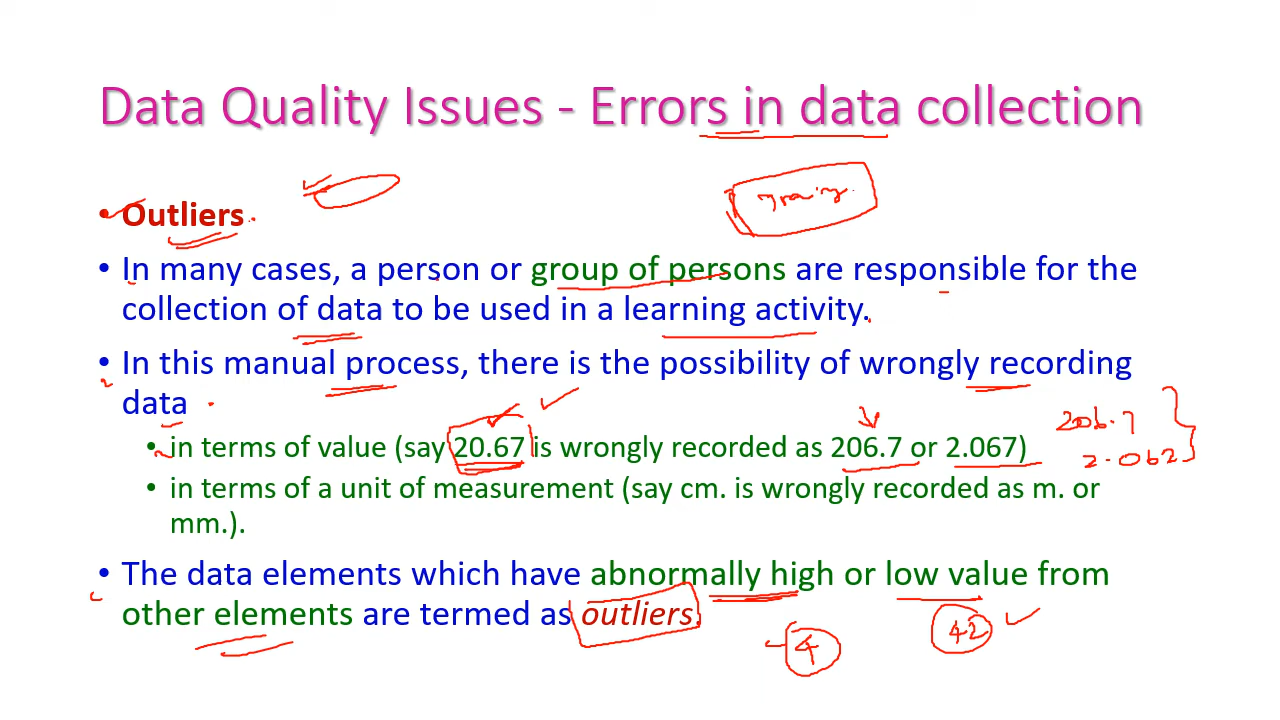 Data Quality Issues - Errors in data collection
• Outliers
• In many cases, a person or group of persons are responsible for the
collection of data to be used in a learning activity.
• In this manual process, there is the possibility of wrongly recording
data
• in terms of value (say 20.67 is wrongly recorded as 206.7 or 2.067)
206.7
2.062
• in terms of a unit of measurement (say cm. is wrongly recorded as m. or
mm.).
• The data elements which have abnormally high or low value from
other elements are termed as outliers.
4
42